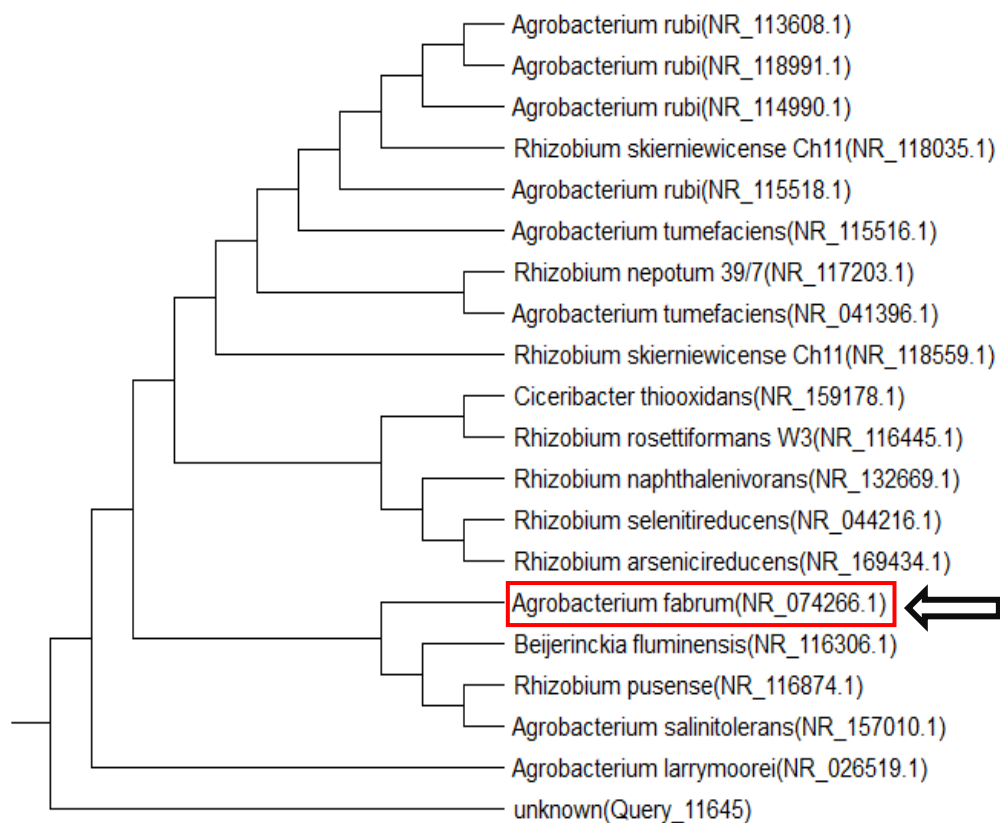 Agrobacterium rubi(NR_113608.1)
Agrobacterium rubi(NR_118991.1)
Agrobacterium rubi(NR_114990.1)
Rhizobium skierniewicense Ch11(NR_118035.1)
Agrobacterium rubi(NR_115518.1)
Agrobacterium tumefaciens(NR_115516.1)
Rhizobium nepotum 39/7(NR_117203.1)
Agrobacterium tumefaciens(NR_041396.1)
Rhizobium skierniewicense Ch11(NR_118559.1)
Ciceribacter thiooxidans(NR_159178.1)
Rhizobium rosettiformans W3(NR_116445.1)
Rhizobium naphthalenivorans(NR_132669.1)
Rhizobium selenitireducens(NR_044216.1)
Rhizobium arsenicireducens(NR_169434.1)
Agrobacterium fabrum(NR_074266.1)
Beijerinckia fluminensis(NR_116306.1)
Rhizobium pusense(NR_116874.1)
Agrobacterium salinitolerans(NR_157010.1)
Agrobacterium larrymoorei(NR_026519.1)
unknown(Query_11645)